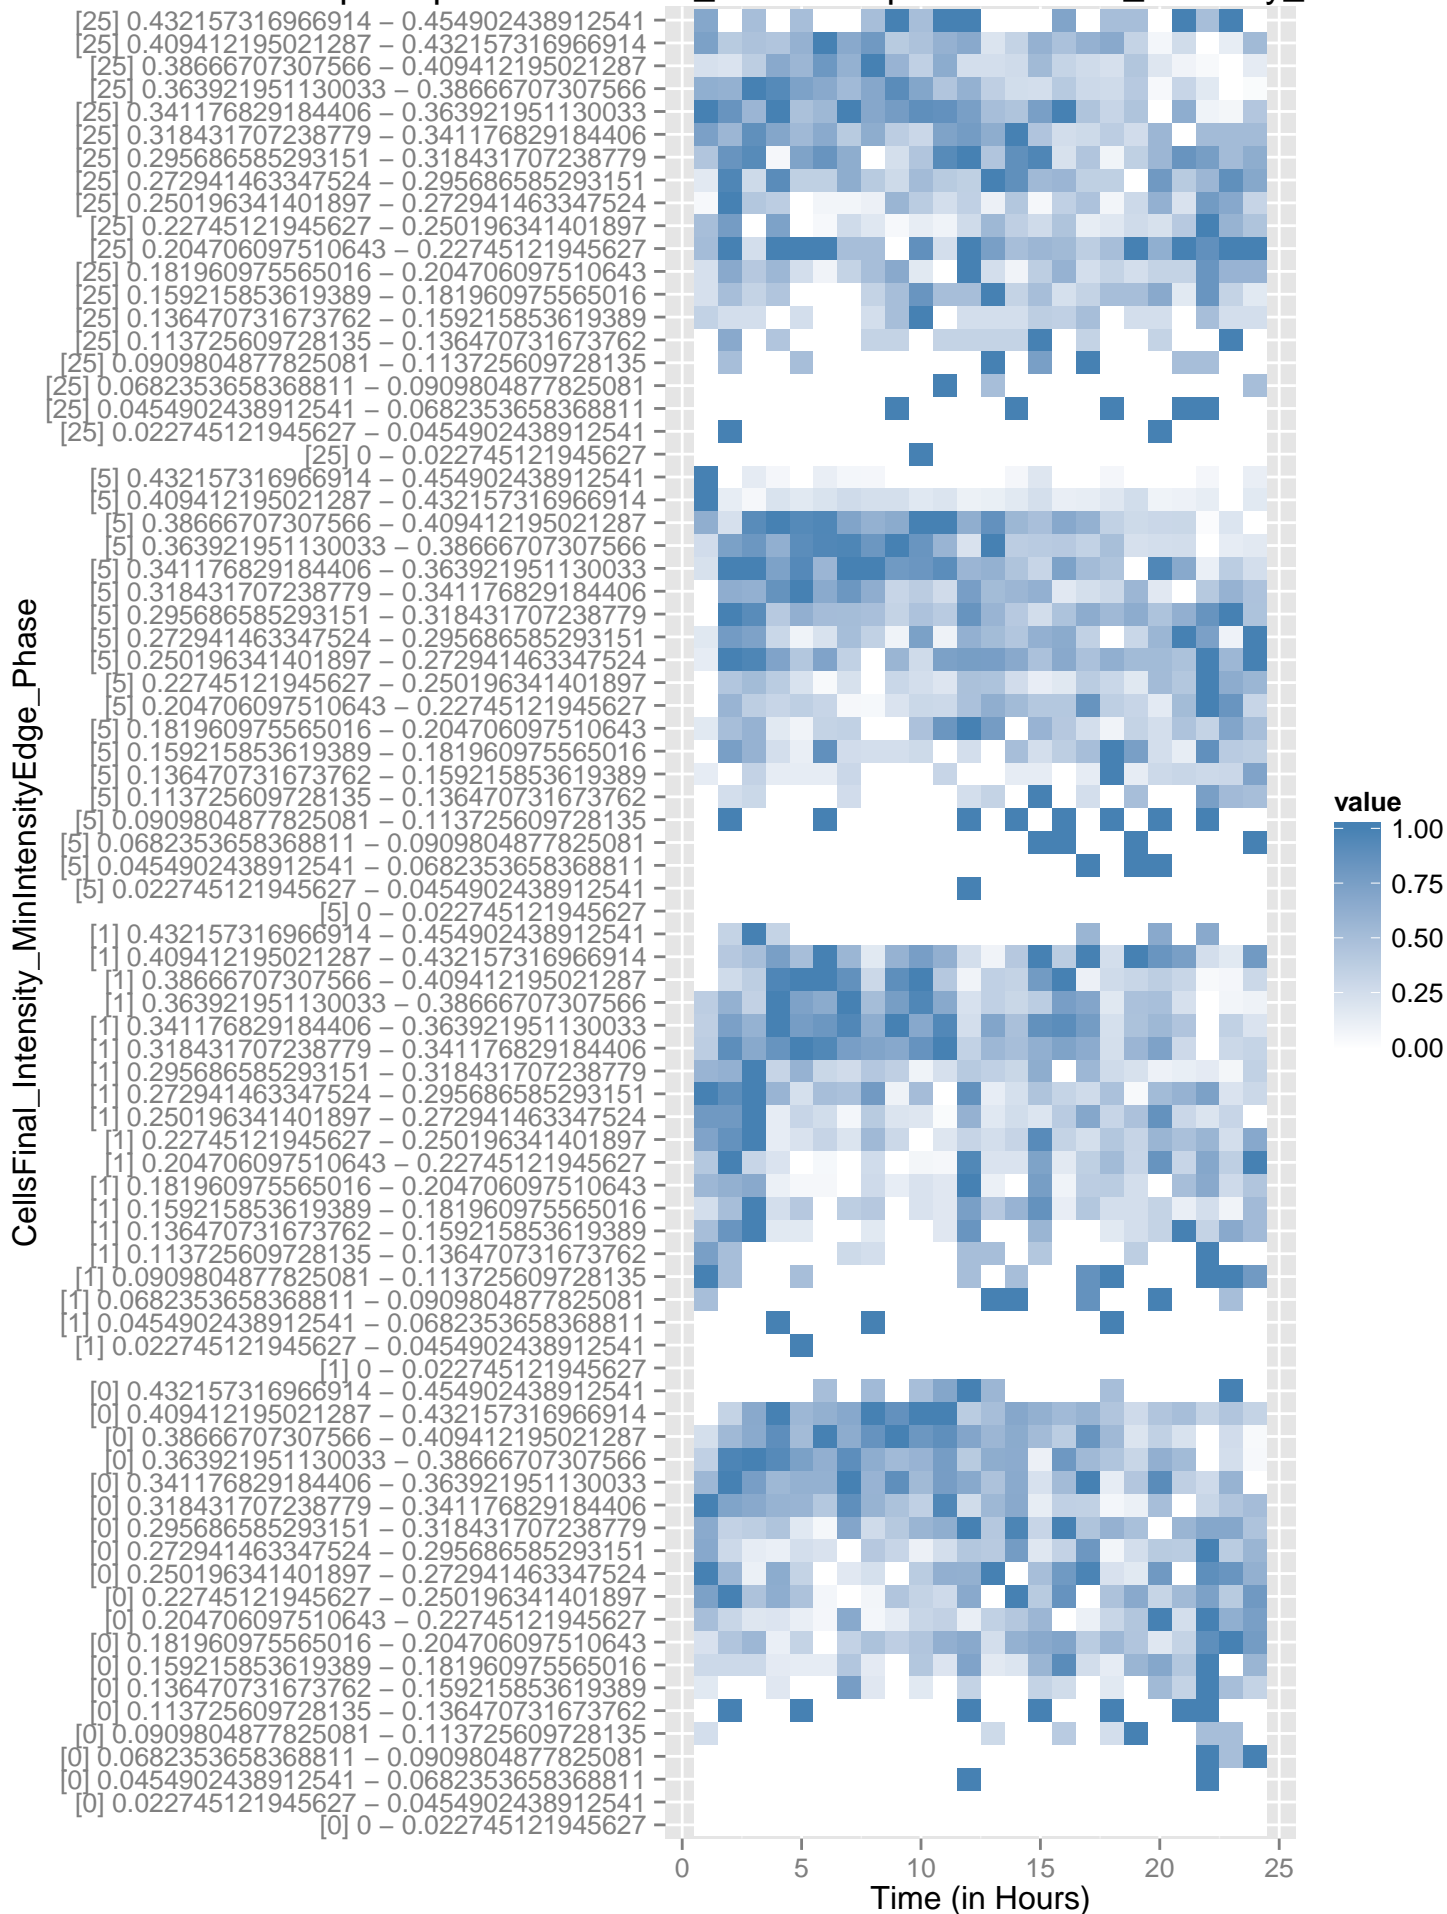 [25] 0.432157316966914 – 0.454902438912541
[25] 0.409412195021287 – 0.432157316966914
[25] 0.38666707307566 – 0.409412195021287
[25] 0.363921951130033 – 0.38666707307566
[25] 0.341176829184406 – 0.363921951130033
[25] 0.318431707238779 – 0.341176829184406
[25] 0.295686585293151 – 0.318431707238779
[25] 0.272941463347524 – 0.295686585293151
[25] 0.250196341401897 – 0.272941463347524
[25] 0.22745121945627 – 0.250196341401897
[25] 0.204706097510643 – 0.22745121945627
[25] 0.181960975565016 – 0.204706097510643
[25] 0.159215853619389 – 0.181960975565016
[25] 0.136470731673762 – 0.159215853619389
[25] 0.113725609728135 – 0.136470731673762
[25] 0.0909804877825081 – 0.113725609728135
[25] 0.0682353658368811 – 0.0909804877825081
[25] 0.0454902438912541 – 0.0682353658368811
[25] 0.022745121945627 – 0.0454902438912541
[25] 0 – 0.022745121945627
[5] 0.432157316966914 – 0.454902438912541
[5] 0.409412195021287 – 0.432157316966914
[5] 0.38666707307566 – 0.409412195021287
[5] 0.363921951130033 – 0.38666707307566
[5] 0.341176829184406 – 0.363921951130033
[5] 0.318431707238779 – 0.341176829184406
[5] 0.295686585293151 – 0.318431707238779
[5] 0.272941463347524 – 0.295686585293151
[5] 0.250196341401897 – 0.272941463347524
[5] 0.22745121945627 – 0.250196341401897
[5] 0.204706097510643 – 0.22745121945627
[5] 0.181960975565016 – 0.204706097510643
[5] 0.159215853619389 – 0.181960975565016
[5] 0.136470731673762 – 0.159215853619389
[5] 0.113725609728135 – 0.136470731673762
[5] 0.0909804877825081 – 0.113725609728135
[5] 0.0682353658368811 – 0.0909804877825081
[5] 0.0454902438912541 – 0.0682353658368811
[5] 0.022745121945627 – 0.0454902438912541
[5] 0 – 0.022745121945627
[1] 0.432157316966914 – 0.454902438912541
[1] 0.409412195021287 – 0.432157316966914
[1] 0.38666707307566 – 0.409412195021287
[1] 0.363921951130033 – 0.38666707307566
[1] 0.341176829184406 – 0.363921951130033
[1] 0.318431707238779 – 0.341176829184406
[1] 0.295686585293151 – 0.318431707238779
[1] 0.272941463347524 – 0.295686585293151
[1] 0.250196341401897 – 0.272941463347524
[1] 0.22745121945627 – 0.250196341401897
[1] 0.204706097510643 – 0.22745121945627
[1] 0.181960975565016 – 0.204706097510643
[1] 0.159215853619389 – 0.181960975565016
[1] 0.136470731673762 – 0.159215853619389
[1] 0.113725609728135 – 0.136470731673762
[1] 0.0909804877825081 – 0.113725609728135
[1] 0.0682353658368811 – 0.0909804877825081
[1] 0.0454902438912541 – 0.0682353658368811
[1] 0.022745121945627 – 0.0454902438912541
[1] 0 – 0.022745121945627
[0] 0.432157316966914 – 0.454902438912541
[0] 0.409412195021287 – 0.432157316966914
[0] 0.38666707307566 – 0.409412195021287
[0] 0.363921951130033 – 0.38666707307566
[0] 0.341176829184406 – 0.363921951130033
[0] 0.318431707238779 – 0.341176829184406
[0] 0.295686585293151 – 0.318431707238779
[0] 0.272941463347524 – 0.295686585293151
[0] 0.250196341401897 – 0.272941463347524
[0] 0.22745121945627 – 0.250196341401897
[0] 0.204706097510643 – 0.22745121945627
[0] 0.181960975565016 – 0.204706097510643
[0] 0.159215853619389 – 0.181960975565016
[0] 0.136470731673762 – 0.159215853619389
[0] 0.113725609728135 – 0.136470731673762
[0] 0.0909804877825081 – 0.113725609728135
[0] 0.0682353658368811 – 0.0909804877825081
[0] 0.0454902438912541 – 0.0682353658368811
[0] 0.022745121945627 – 0.0454902438912541
[0] 0 – 0.022745121945627
CellsFinal_Intensity_MinIntensityEdge_Phase
0 5 10 15 20 25
Time (in Hours)
value
1.00
0.75
0.50
0.25
0.00